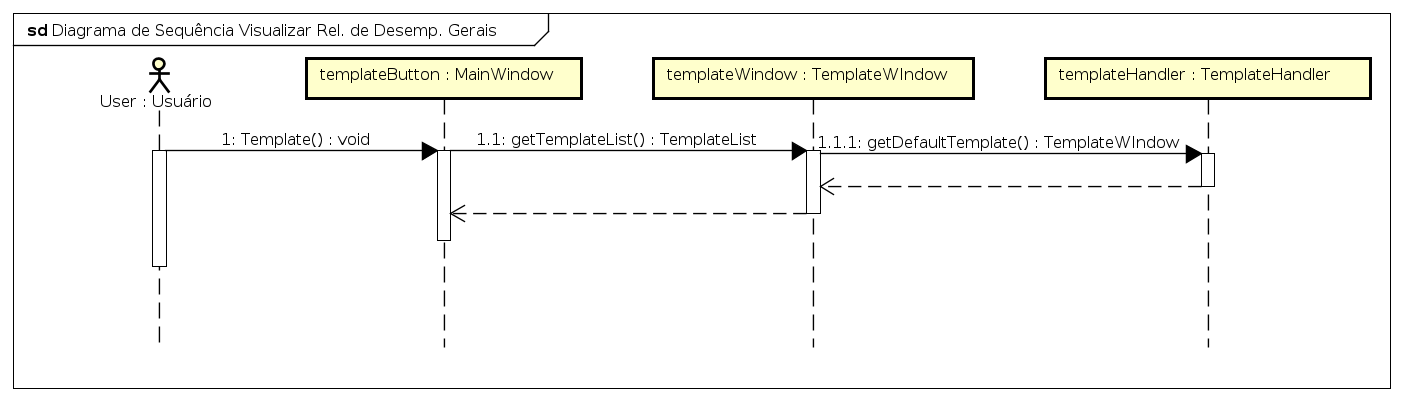 sd Diagrama de Sequência Visualizar Rel. de Desemp. Gerais
templateButton : MainWindow
templateWindow : TemplateWIndow
templateHandler : TemplateHandler
User : Usuário
1: Template() : void
1.1: getTemplateList() : TemplateList
1.1.1: getDefaultTemplate() : TemplateWIndow